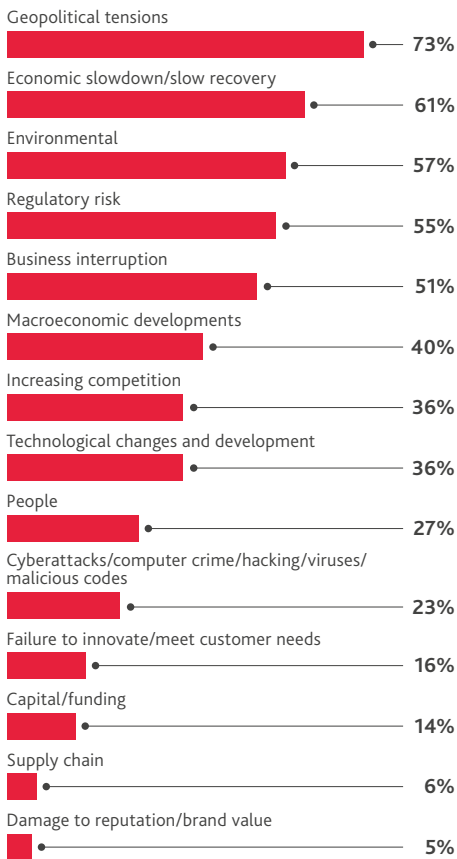 Geopolitical tensions
73%
Economic slowdown/slow recovery
61%
Environmental
57%
Regulatory risk
55%
Business interruption
51%
Macroeconomic developments
40%
Increasing competition
36%
Technological changes and development
36%
People
27%
Cyberattacks/computer crime/hacking/viruses/
malicious codes
23%
Failure to innovate/meet customer needs
16%
Capital/funding
14%
Supply chain
6%
Damage to reputation/brand value
5%